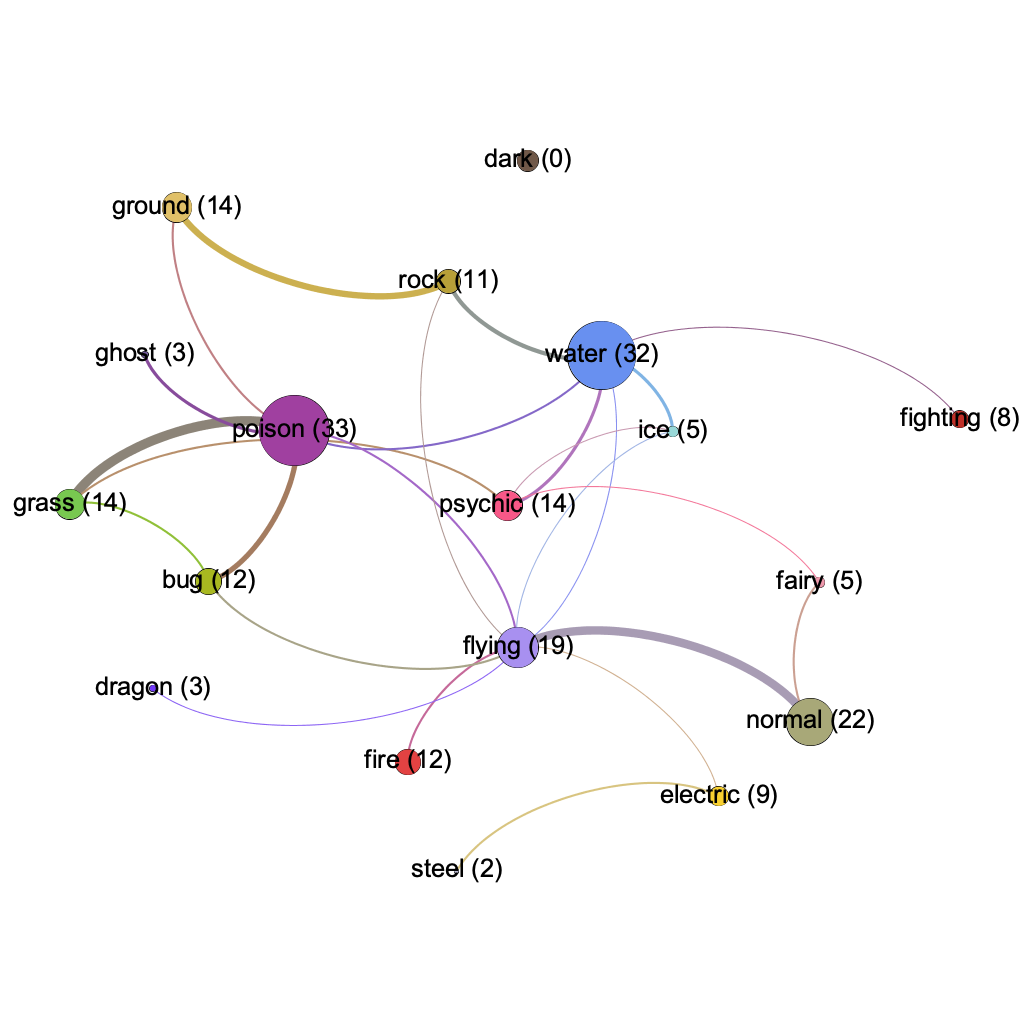 dark (0)
ground (14)
rock (11)
ghost (3)
water (32)
fighting (8)
poison (33)
ice (5)
grass (14)
psychic (14)
bug (12)
fairy (5)
flying (19)
dragon (3)
normal (22)
fire (12)
electric (9)
steel (2)